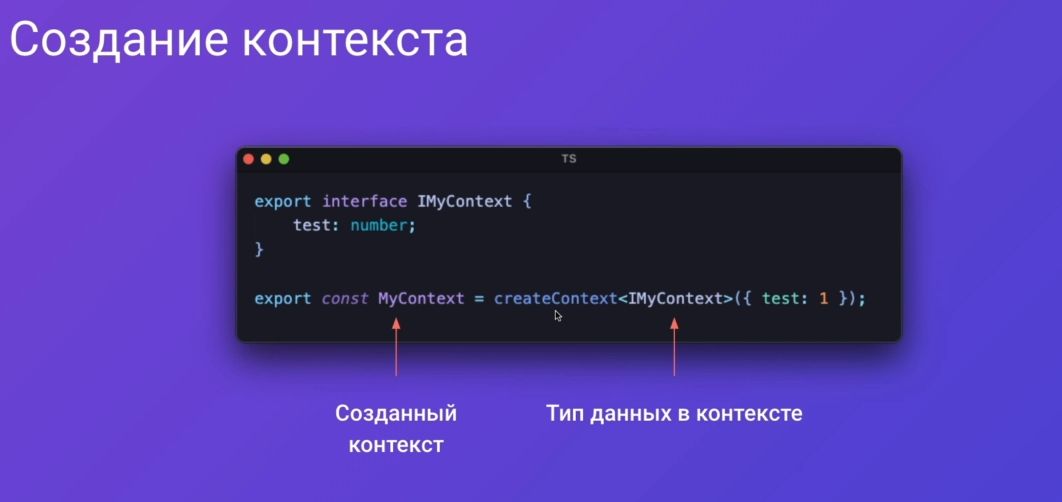 Создание контекста
TS
export interface IMyContext {
    test: number;
}
export const MyContext = createContext<IMyContext>({ test: 1 });
Созданный
контекст
Тип данных в контексте